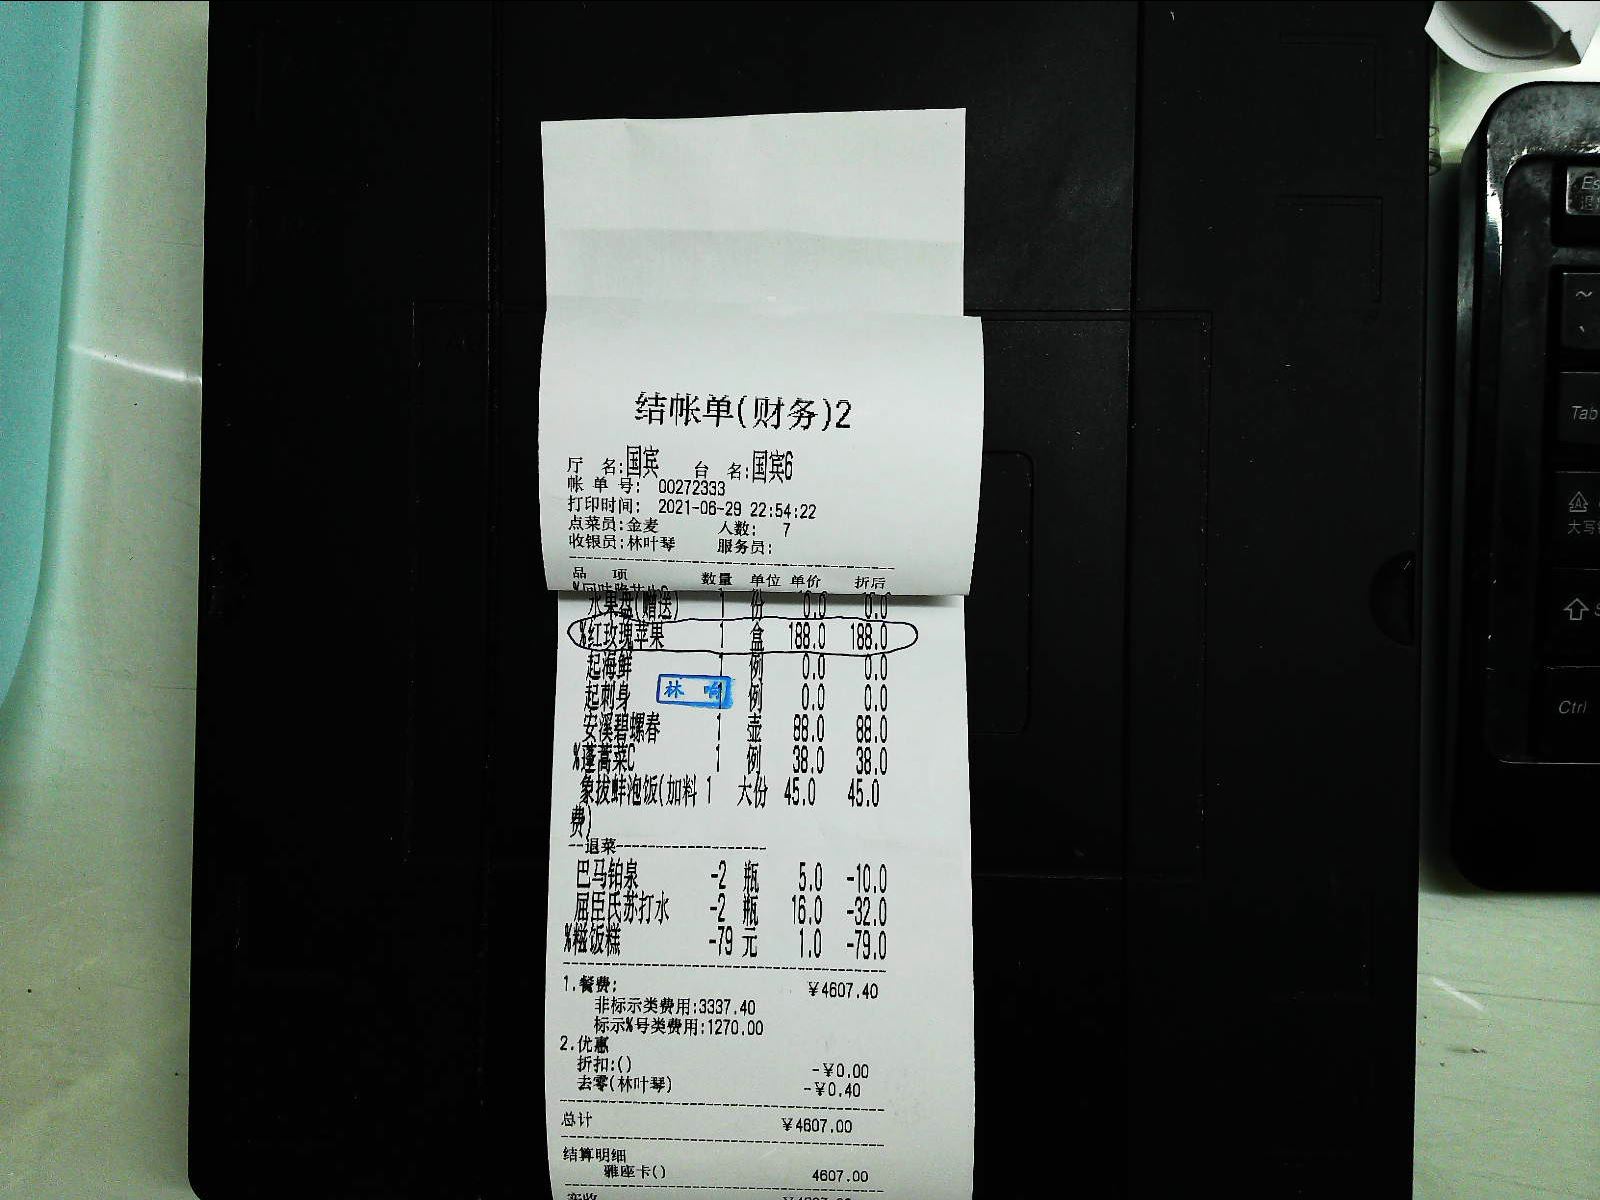 结帐单(财务)2
厅 名:国宾 台 名:国宾6
帐 单 号: 00272333
打印时间: 2021-06-29 22:54:22
点菜员:金麦 人数: 7
收银员:林叶琴 服务员:
品 项 数量 单位 单价 折后
水果盘(赠送) 1 份 0.0 0.0
%红玫瑰苹果 1 盒 188.0 188.0
起海鲜 1 例 0.0 0.0
起刺身 1 例 0.0 0.0
林
安溪碧螺春 1 壶 88.0 88.0
%蓬蒿菜C 1 例 38.0 38.0
象拔蚌泡饭(加料 1 大份 45.0 45.0
费)
--退菜--------------------
巴马铂泉 -2 瓶 5.0 -10.0
屈臣氏苏打水 -2 瓶 16.0 -32.0
%糍饭糕 -79 元 1.0 -79.0
1.餐费: ¥4607.40
非标示类费用:3337.40
标示%号类费用:1270.00
2.优惠
折扣:() -¥0.00
去零(林叶琴) -¥0.40
总计 ¥4607.00
结算明细
雅座卡() 4607.00
Tab
大写
Ctrl